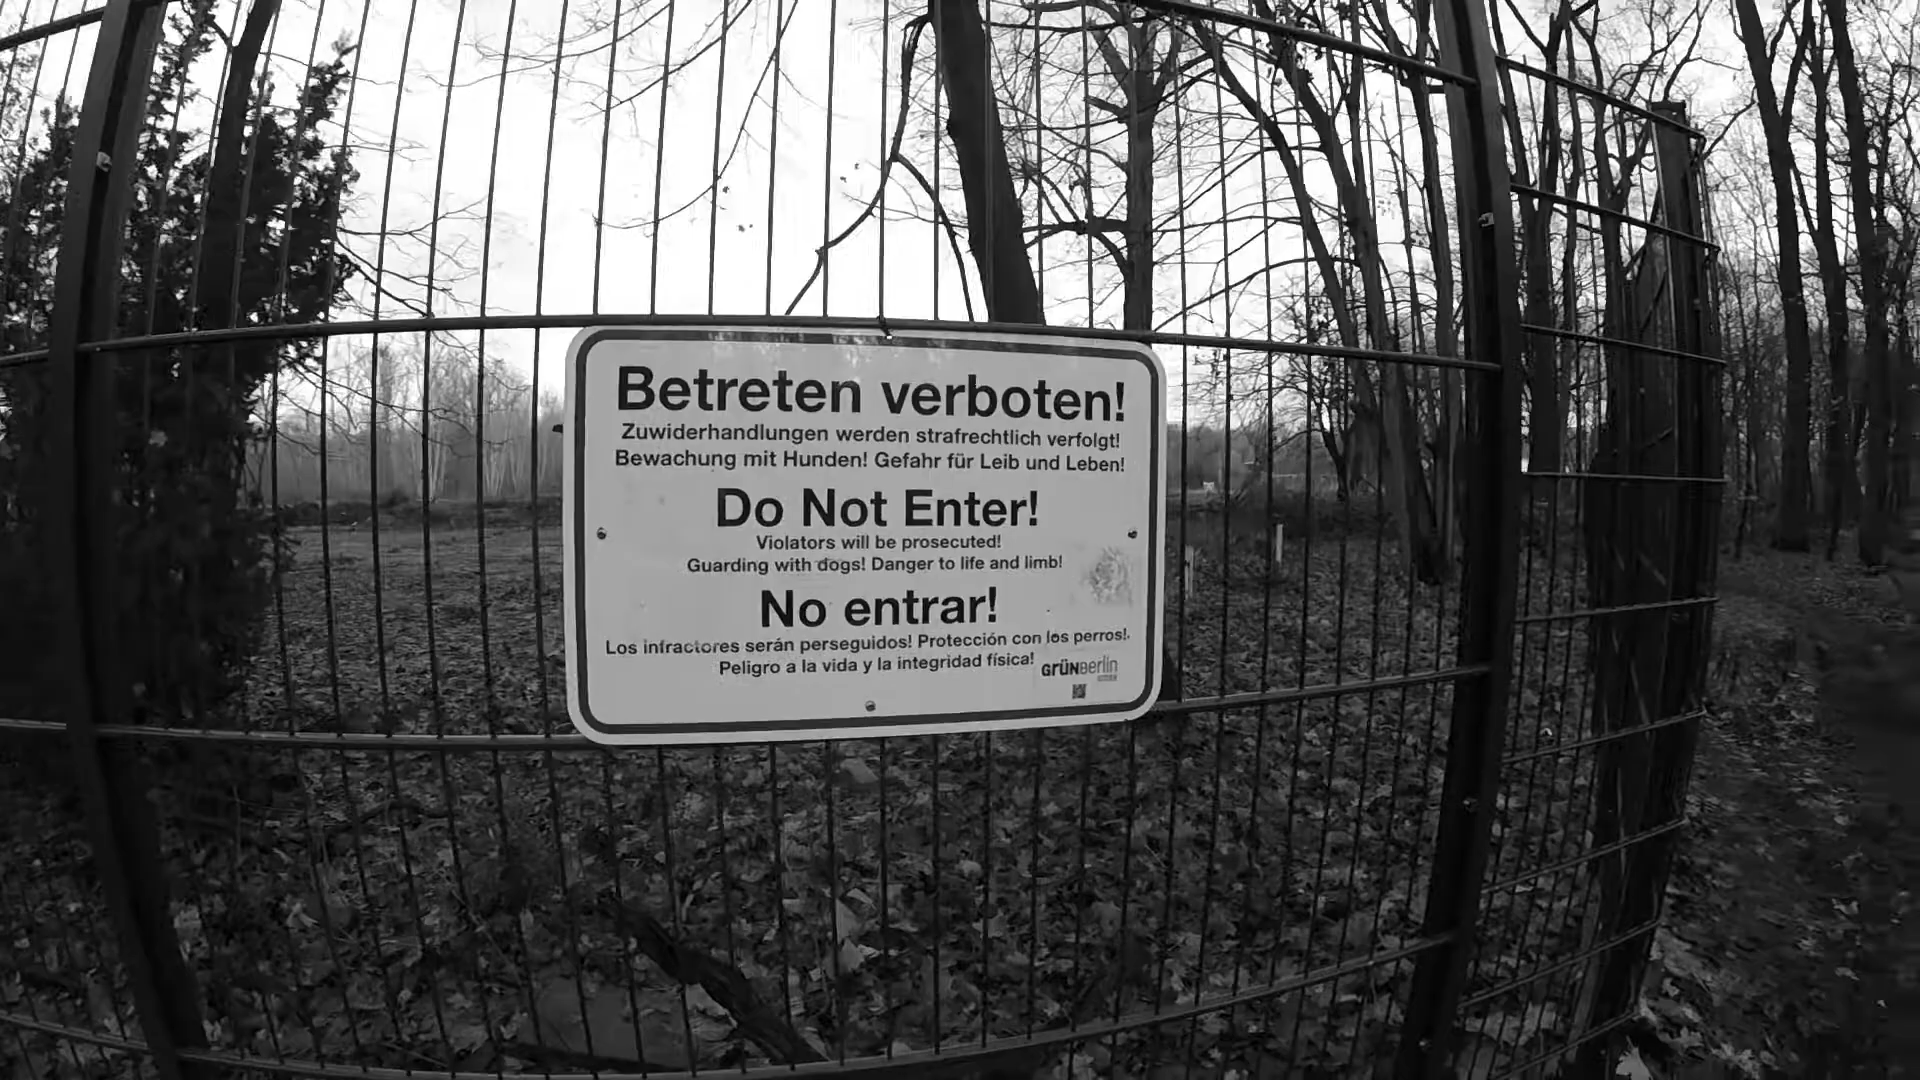 Betreten verboten!
Zuwiderhandlungen werden strafrechtlich verfolgt!
Bewachung mit Hunden! Gefahr für Leib und Leben!
Do Not Enter!
Violators will be prosecuted!
Guarding with dogs! Danger to life and limb!
No entrar!
Los infractores serán perseguidos! Protección con los perros!
Peligro a la vida y la integridad física!
GRÜNBerlin